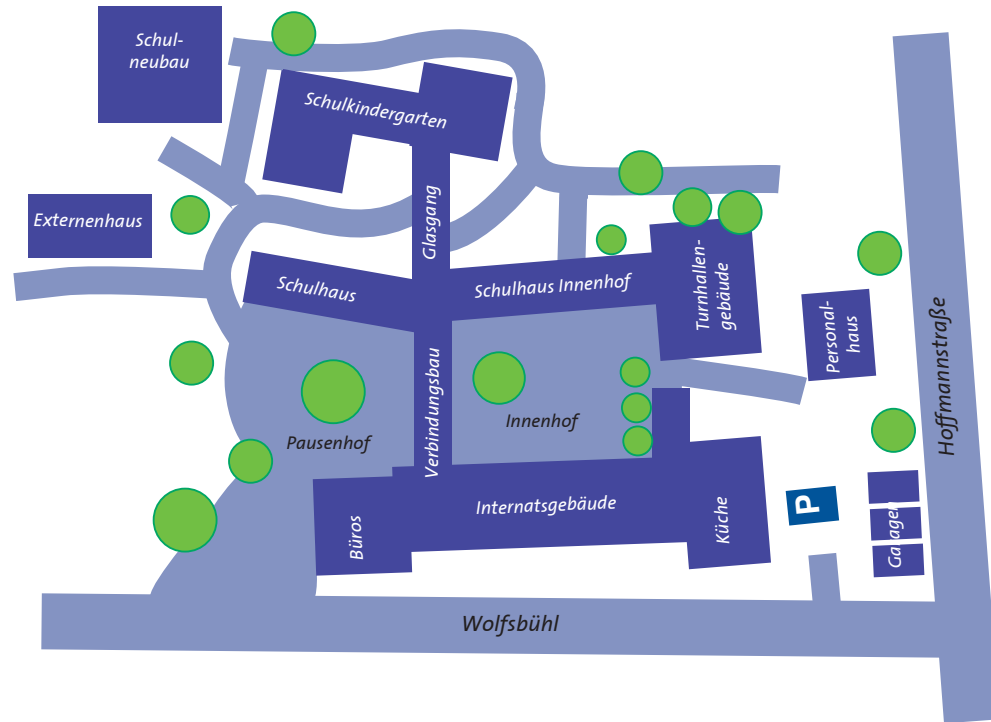 Schul-
neubau
Schulkindergarten
Externenhaus
Glasgang
Schulhaus
Schulhaus Innenhof
Turnhallen-
gebäude
Personal-
haus
Hoffmannstraße
Pausenhof
Verbindungsbau
Innenhof
Büros
Internatsgebäude
Küche
P
Garagen
Wolfsbühl